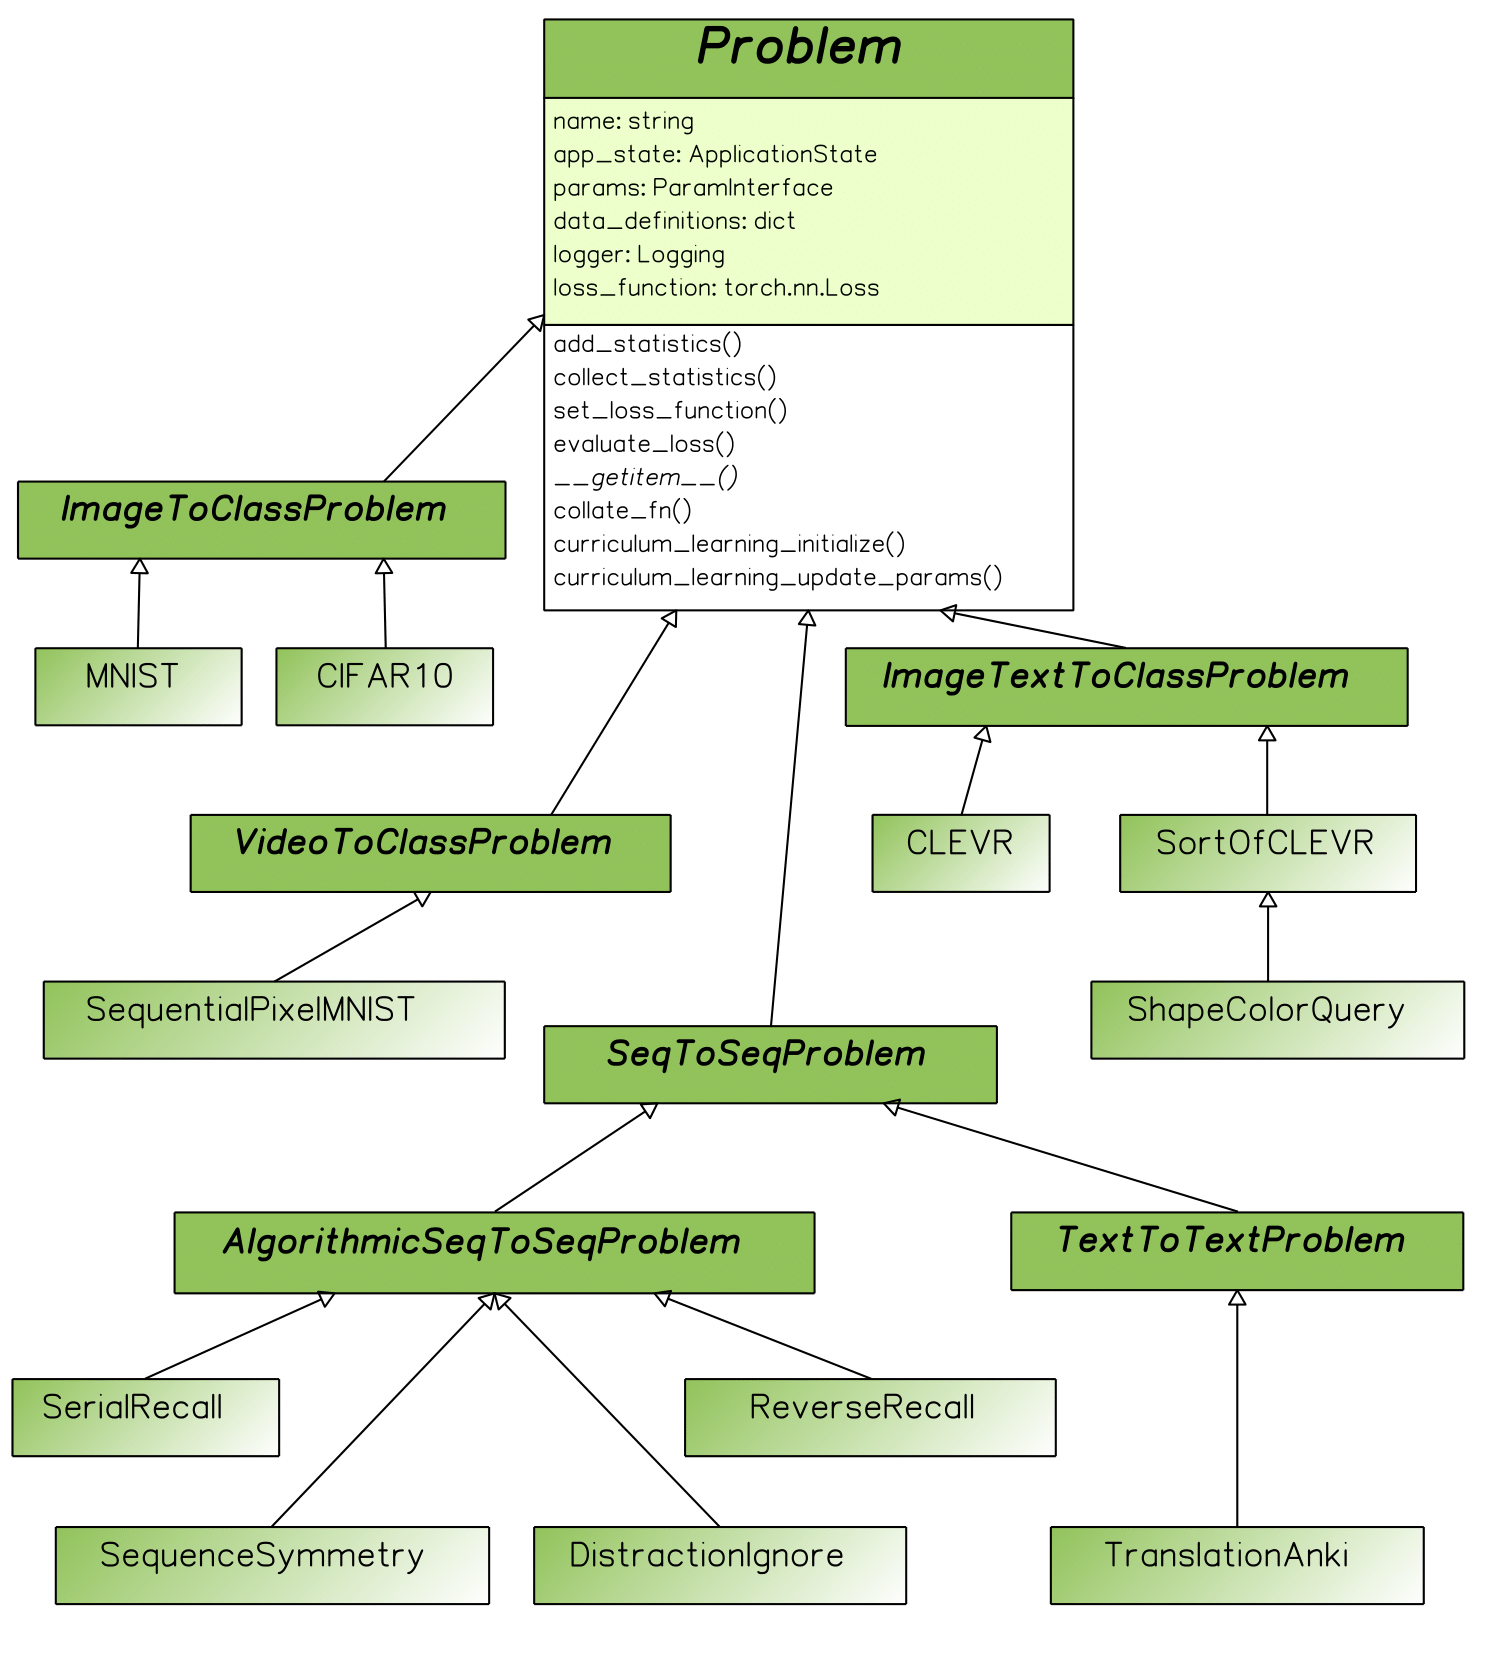 Problem
name: string
app_state: ApplicationState
params: ParamInterface
data_definitions: dict
logger: Logging
loss_function: torch.nn.Loss
add_statistics()
collect_statistics()
set_loss_function()
evaluate_loss()
__getitem__()
collate_fn()
curriculum_learning_initialize()
curriculum_learning_update_params()
ImageToClassProblem
MNIST
CIFAR10
ImageTextToClassProblem
VideoToClassProblem
CLEVR
SortOfCLEVR
SequentialPixelMNIST
ShapeColorQuery
SeqToSeqProblem
AlgorithmicSeqToSeqProblem
TextToTextProblem
SerialRecall
ReverseRecall
SequenceSymmetry
DistractionIgnore
TranslationAnki